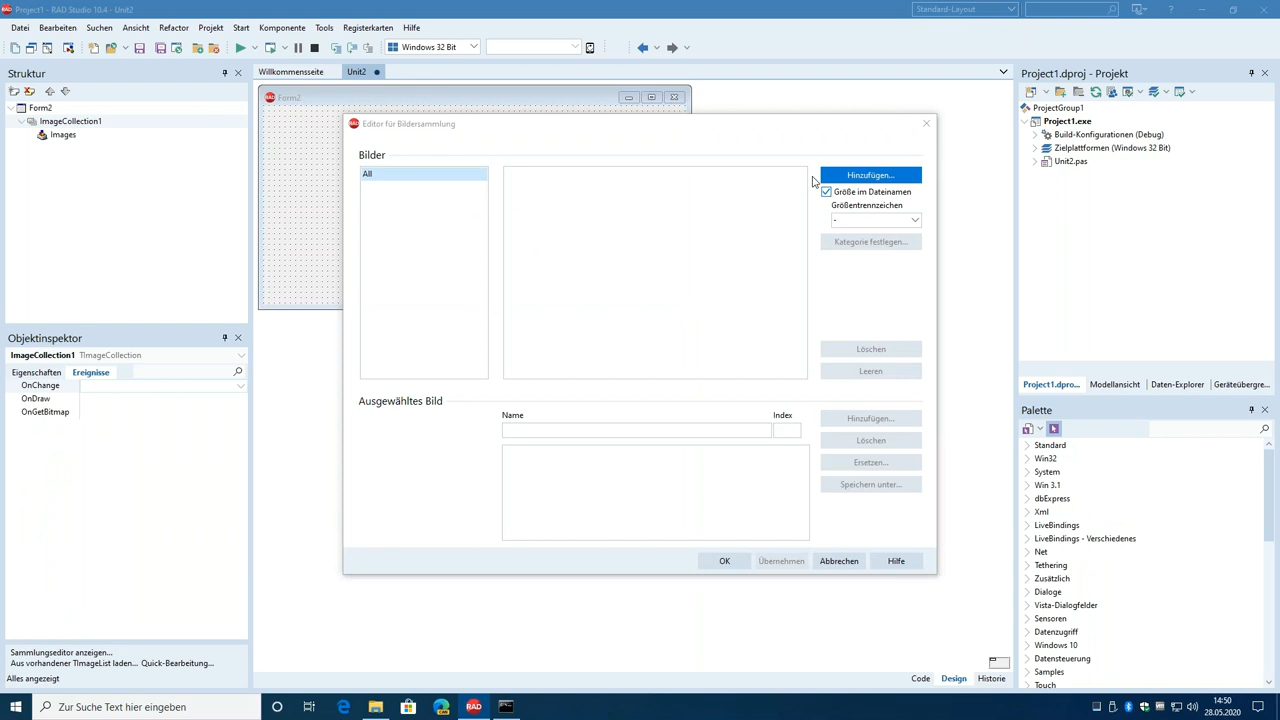 Project1 - RAD Studio 10.4 - Unit2
Standard-Layout
Datei Bearbeiten Suchen Ansicht Refactor Projekt Start Komponente Tools Registerkarten Hilfe
Windows 32 Bit
Struktur
Form2
ImageCollection1
Images
Willkommensseite
Unit2
Form2
Editor für Bildersammlung
Bilder
All
Hinzufügen...
Größe im Dateinamen
Größentrennzeichen
-
Kategorie festlegen...
Löschen
Leeren
Ausgewähltes Bild
Name
Index
Hinzufügen...
Löschen
Ersetzen...
Speichern unter...
OK
Übernehmen
Abbrechen
Hilfe
Objektinspektor
ImageCollection1 TImageCollection
Eigenschaften
Ereignisse
OnChange
OnDraw
OnGetBitmap
Sammlungseditor anzeigen...
Aus vorhandener TImageList laden... Quick-Bearbeitung...
Alles angezeigt
Code
Design
Historie
Project1.dproj - Projekt
ProjectGroup1
Project1.exe
Build-Konfigurationen (Debug)
Zielplattformen (Windows 32 Bit)
Unit2.pas
Project1.dpro...
Modellansicht
Daten-Explorer
Geräteübergre...
Palette
Standard
Win32
System
Win 3.1
dbExpress
Xml
LiveBindings
LiveBindings - Verschiedenes
Net
Tethering
Zusätzlich
Dialoge
Vista-Dialogfelder
Sensoren
Datenzugriff
Windows 10
Datensteuerung
Samples
Touch
Zur Suche Text hier eingeben
RAD
14:50
28.05.2020